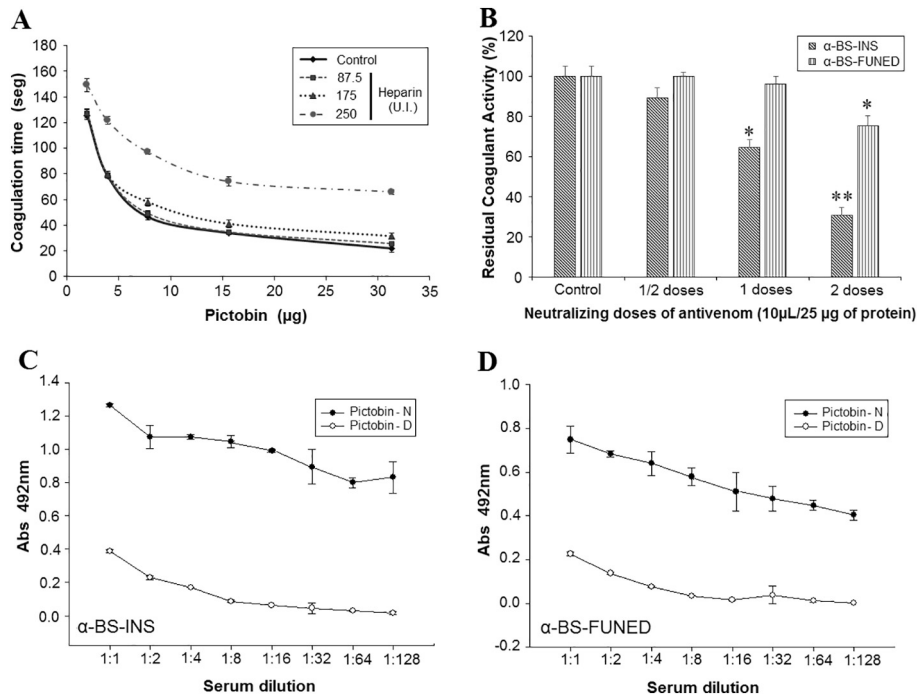 A
Coagulation time (seg)
180
160
140
120
100
80
60
40
20
0
0 5 10 15 20 25 30 35
Pictobin (µg)
Control
87.5
175
250
Heparin
(U.I.)
B
Residual Coagulant Activity (%)
120
100
80
60
40
20
0
α-BS-INS
α-BS-FUNED
*
**
*
Control 1/2 doses 1 doses 2 doses
Neutralizing doses of antivenom (10µL/25 µg of protein)
C
Abs 492nm
1.4
1.2
1.0
0.8
0.6
0.4
0.2
0.0
Pictobin - N
Pictobin - D
α-BS-INS
1:1 1:2 1:4 1:8 1:16 1:32 1:64 1:128
Serum dilution
D
Abs 492nm
1.0
0.8
0.6
0.4
0.2
0.0
-0.2
Pictobin - N
Pictobin - D
α-BS-FUNED
1:1 1:2 1:4 1:8 1:16 1:32 1:64 1:128
Serum dilution